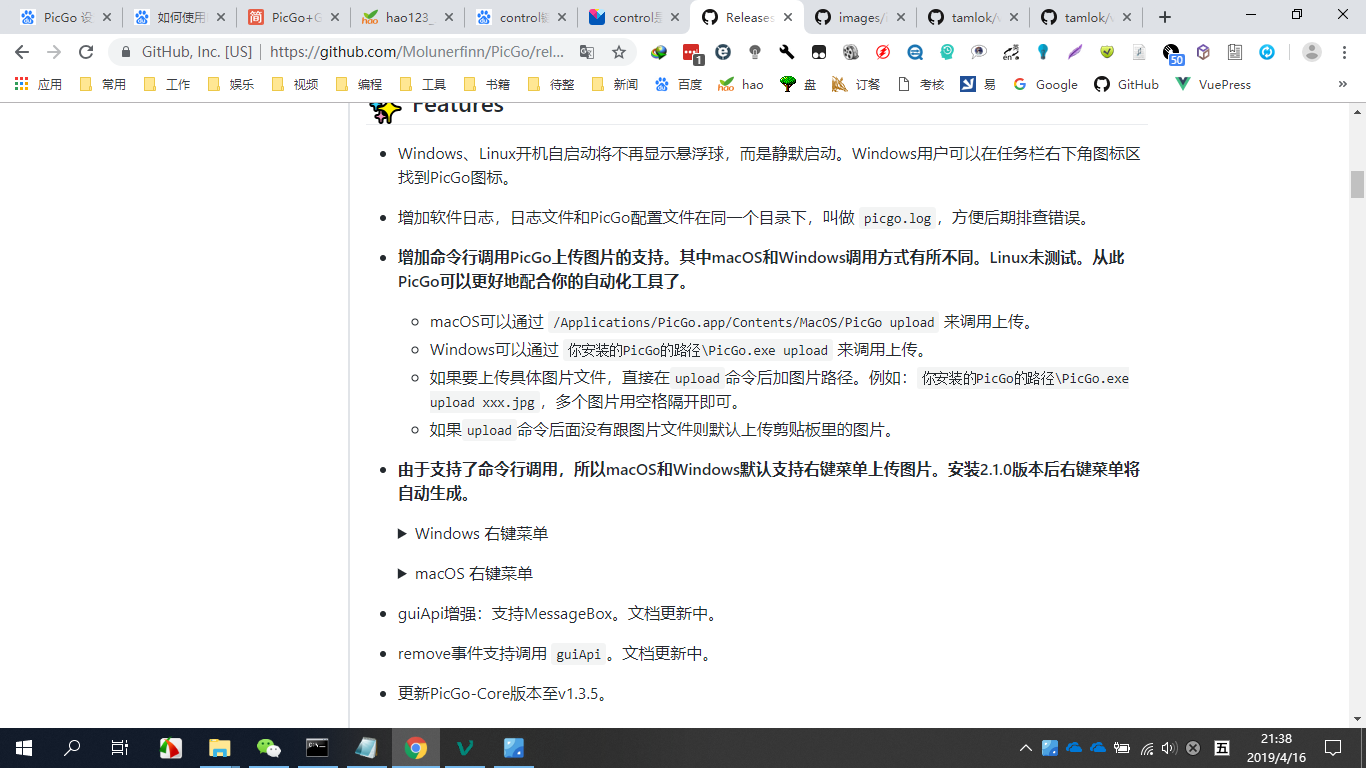 PicGo 设
如何使用
PicGo+G
hao123_
control键
control是
Releases
images/
tamlok/v
tamlok/v
GitHub, Inc. [US] | https://github.com/Molunerfinn/PicGo/rel...
1
50
应用 常用 工作 娱乐 视频 编程 工具 书籍 待整 新闻 百度 hao 盘 订餐 考核 易 Google GitHub VuePress »
Features
Windows、Linux开机自启动将不再显示悬浮球，而是静默启动。Windows用户可以在任务栏右下角图标区
找到PicGo图标。
增加软件日志，日志文件和PicGo配置文件在同一个目录下，叫做 picgo.log ，方便后期排查错误。
增加命令行调用PicGo上传图片的支持。其中macOS和Windows调用方式有所不同。Linux未测试。从此
PicGo可以更好地配合你的自动化工具了。
macOS可以通过 /Applications/PicGo.app/Contents/MacOS/PicGo upload 来调用上传。
Windows可以通过 你安装的PicGo的路径\PicGo.exe upload 来调用上传。
如果要上传具体图片文件，直接在 upload 命令后加图片路径。例如： 你安装的PicGo的路径\PicGo.exe
upload xxx.jpg ，多个图片用空格隔开即可。
如果 upload 命令后面没有跟图片文件则默认上传剪贴板里的图片。
由于支持了命令行调用，所以macOS和Windows默认支持右键菜单上传图片。安装2.1.0版本后右键菜单将
自动生成。
Windows 右键菜单
macOS 右键菜单
guiApi增强：支持MessageBox。文档更新中。
remove事件支持调用 guiApi 。文档更新中。
更新PicGo-Core版本至v1.3.5。
五
21:38
2019/4/16